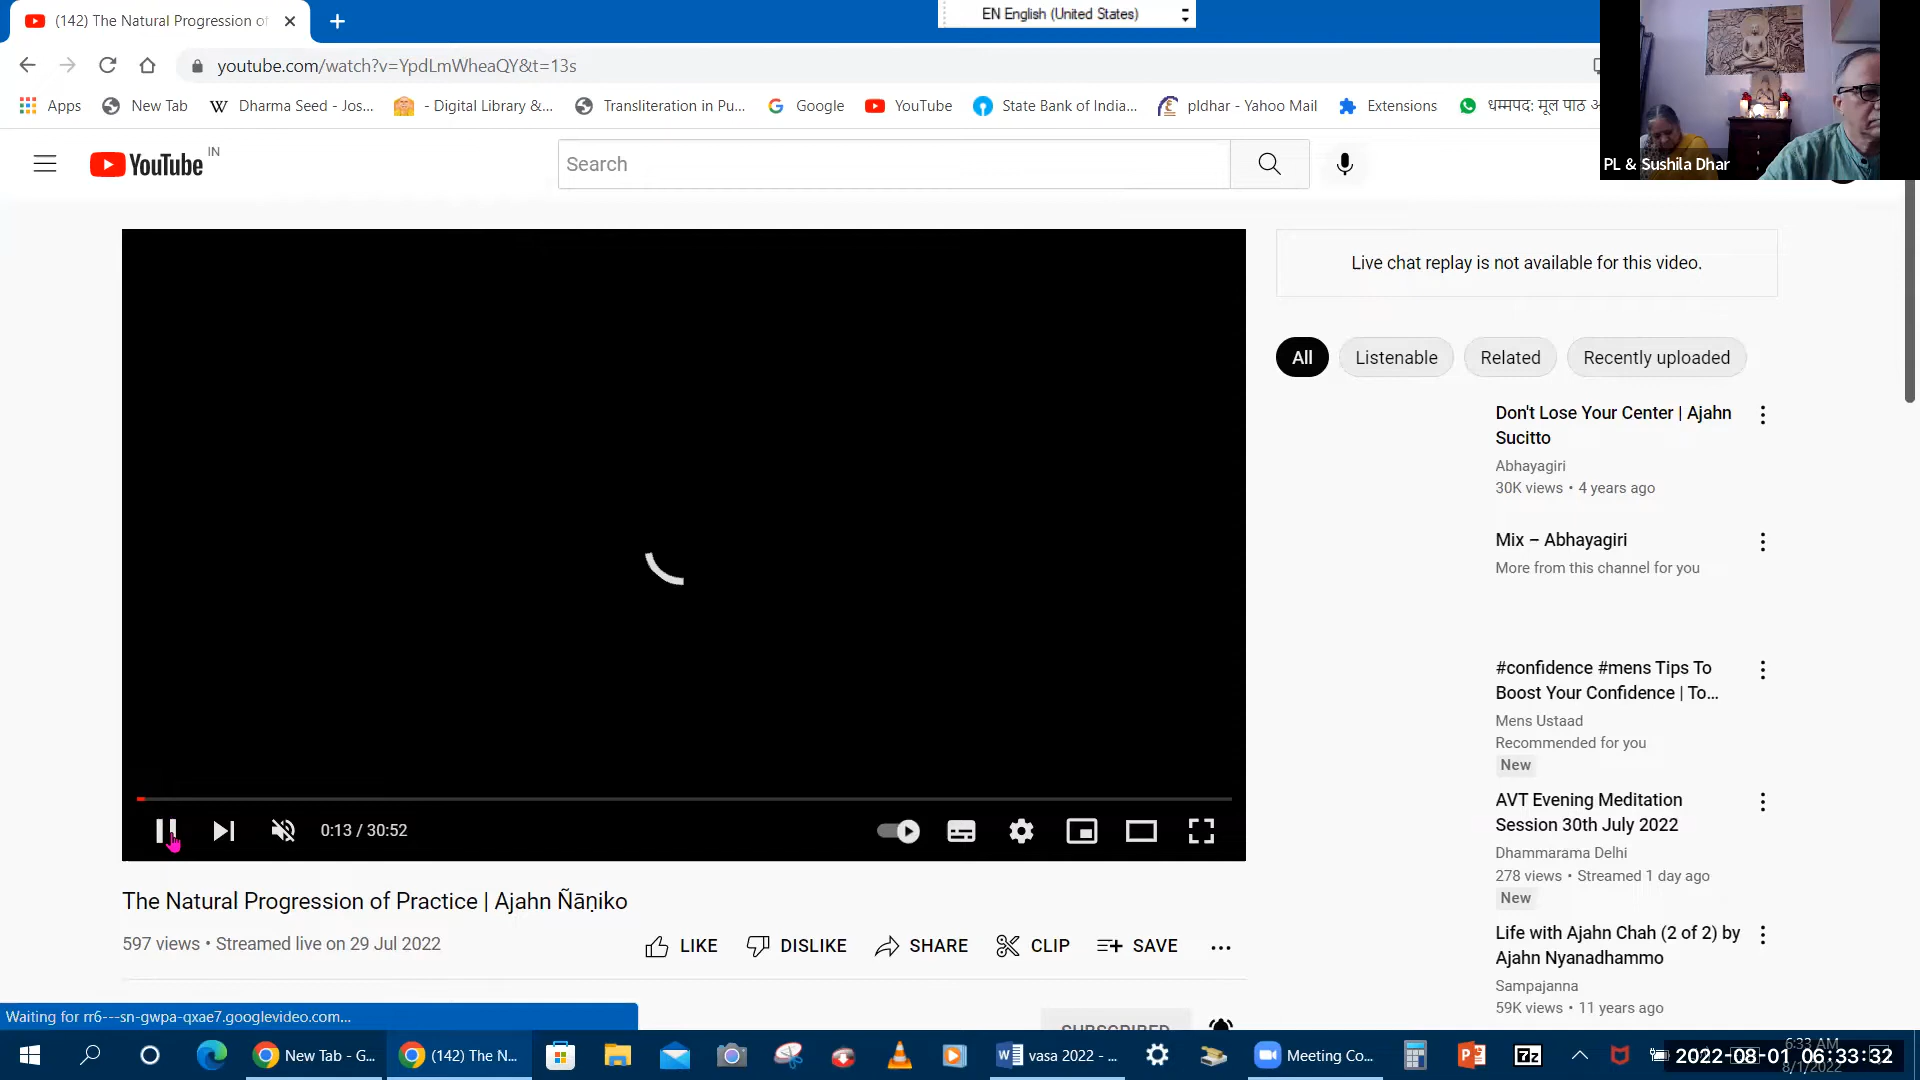 (142) The Natural Progression of
EN English (United States)
youtube.com/watch?v=YpdLmWheaQY&t=13s
Apps
New Tab
Dharma Seed - Jos...
- Digital Library &...
Transliteration in Pu...
Google
YouTube
State Bank of India...
pldhar - Yahoo Mail
Extensions
धम्मपद: मूल पाठ
PL & Sushila Dhar
YouTube IN
Search
Live chat replay is not available for this video.
All
Listenable
Related
Recently uploaded
Don't Lose Your Center | Ajahn
Sucitto
Abhayagiri
30K views • 4 years ago
Mix – Abhayagiri
More from this channel for you
#confidence #mens Tips To
Boost Your Confidence | To...
Mens Ustaad
Recommended for you
New
AVT Evening Meditation
Session 30th July 2022
Dhammarama Delhi
278 views • Streamed 1 day ago
New
Life with Ajahn Chah (2 of 2) by
Ajahn Nyanadhammo
Sampajanna
59K views • 11 years ago
0:13 / 30:52
The Natural Progression of Practice | Ajahn Ñāṇiko
597 views • Streamed live on 29 Jul 2022
LIKE
DISLIKE
SHARE
CLIP
SAVE
SUBSCRIBED
Waiting for rr6---sn-gwpa-qxae7.googlevideo.com...
New Tab - G...
(142) The N...
vasa 2022 - ...
Meeting Co...
7z
6:33 AM
2022-08-01 06:33:32
8/1/2022